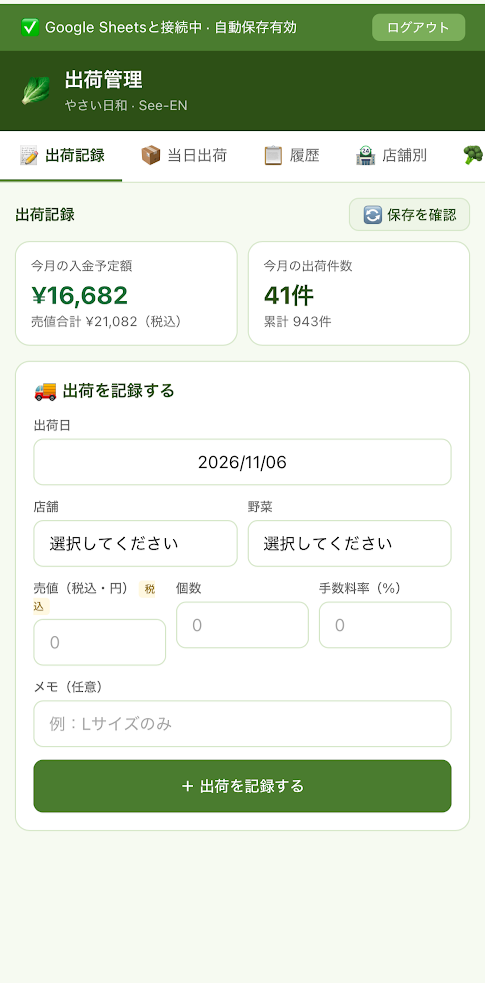 Google Sheetsと接続中 · 自動保存有効
ログアウト
出荷管理
やさい日和 · See-EN
出荷記録
当日出荷
履歴
24
店舗別
出荷記録
保存を確認
今月の入金予定額
¥16,682
売値合計 ¥21,082（税込）
今月の出荷件数
41件
累計 943件
出荷を記録する
出荷日
2026/11/06
店舗
選択してください
野菜
選択してください
売値（税込・円） 税
込
0
個数
0
手数料率（%）
0
メモ（任意）
例：Lサイズのみ
＋ 出荷を記録する